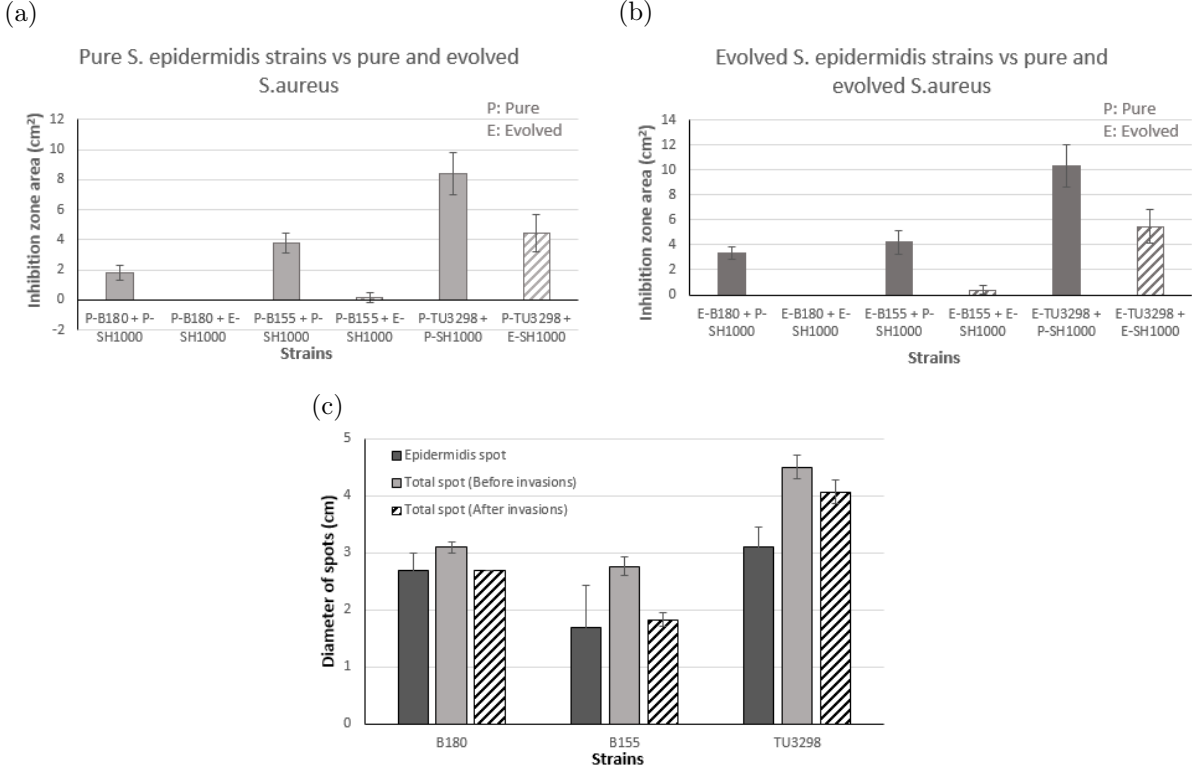 (a)
Pure S. epidermidis strains vs pure and evolved
S.aureus
P: Pure
E: Evolved
Inhibition zone area (cm²)
12
10
8
6
4
2
0
-2
P-B180 + P-
SH1000
P-B180 + E-
SH1000
P-B155 + P-
SH1000
P-B155 + E-
SH1000
P-TU3298 +
P-SH1000
P-TU3298 +
E-SH1000
Strains
(b)
Evolved S. epidermidis strains vs pure and
evolved S.aureus
P: Pure
E: Evolved
Inhibition zone area (cm²)
14
12
10
8
6
4
2
0
E-B180 + P-
SH1000
E-B180 + E-
SH1000
E-B155 + P-
SH1000
E-B155 + E-
SH1000
E-TU3298 +
P-SH1000
E-TU3298 +
E-SH1000
Strains
(c)
Epidermidis spot
Total spot (Before invasions)
Total spot (After invasions)
Diameter of spots (cm)
5
4
3
2
1
0
B180
B155
TU3298
Strains